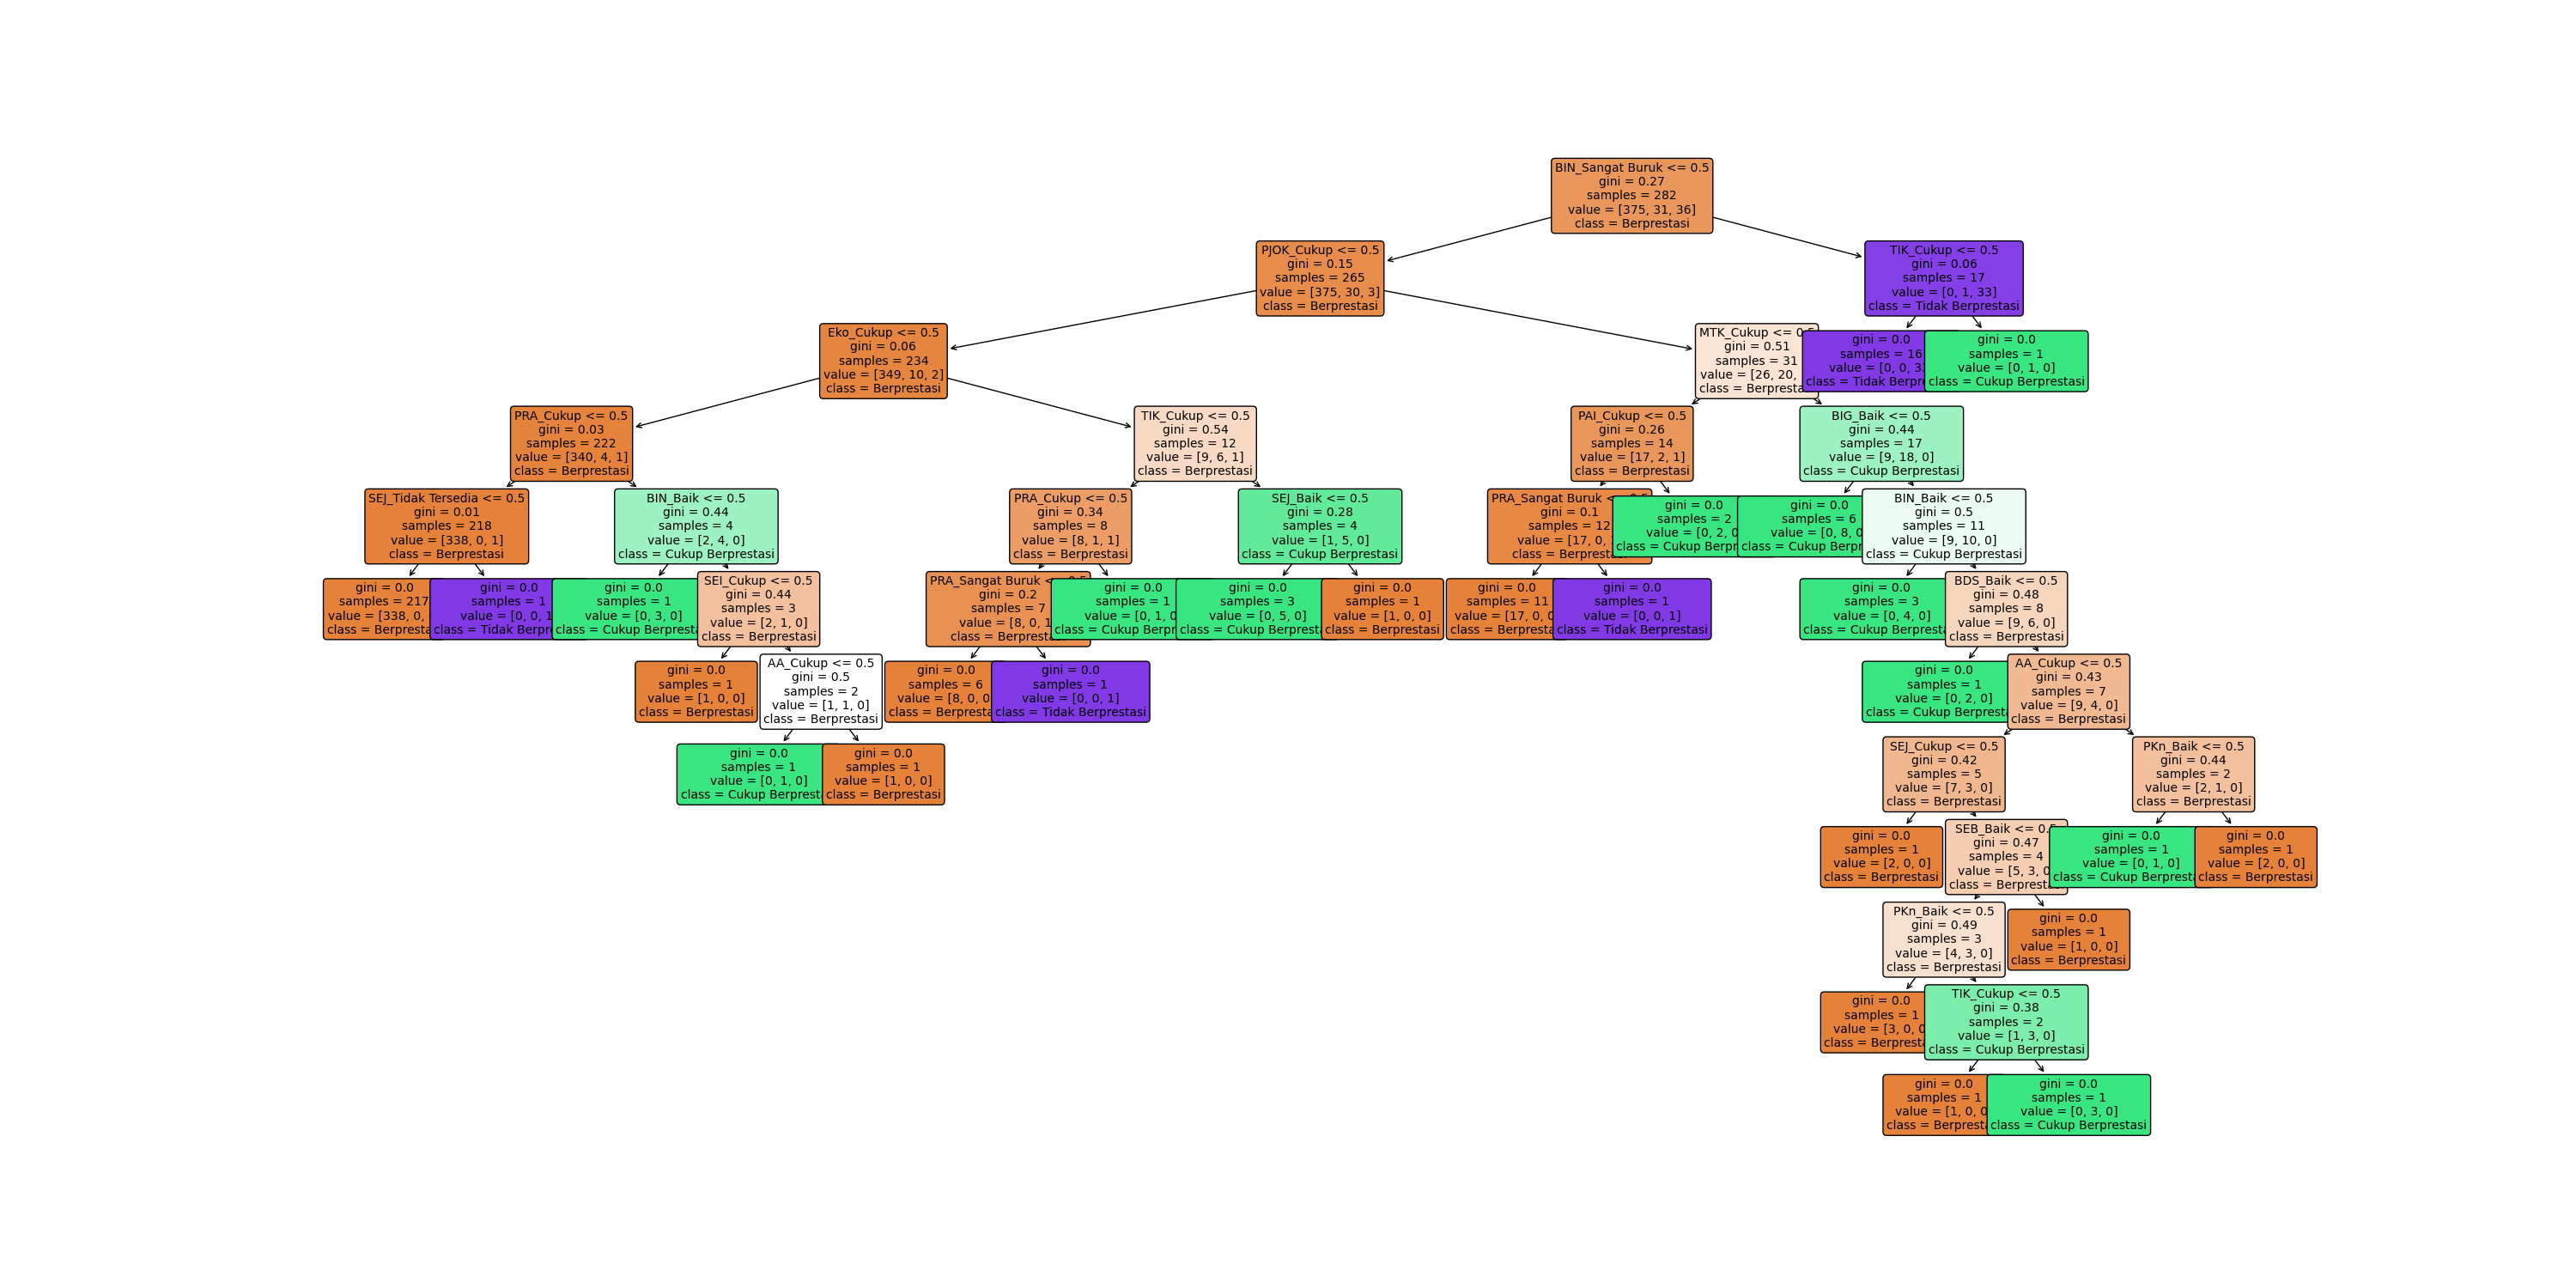 BIN_Sangat Buruk <= 0.5
gini = 0.27
samples = 282
value = [375, 31, 36]
class = Berprestasi
PJOK_Cukup <= 0.5
gini = 0.15
samples = 265
value = [375, 30, 3]
class = Berprestasi
TIK_Cukup <= 0.5
gini = 0.06
samples = 17
value = [0, 1, 33]
class = Tidak Berprestasi
Eko_Cukup <= 0.5
gini = 0.06
samples = 234
value = [349, 10, 2]
class = Berprestasi
MTK_Cukup <= 0.5
gini = 0.51
samples = 31
value = [26, 20,
class = Berpresta
gini = 0.0
samples = 16
value = [0, 0, 3
class = Tidak Berpre
gini = 0.0
samples = 1
value = [0, 1, 0]
class = Cukup Berprestasi
PRA_Cukup <= 0.5
gini = 0.03
samples = 222
value = [340, 4, 1]
class = Berprestasi
TIK_Cukup <= 0.5
gini = 0.54
samples = 12
value = [9, 6, 1]
class = Berprestasi
PAI_Cukup <= 0.5
gini = 0.26
samples = 14
value = [17, 2, 1]
class = Berprestasi
BIG_Baik <= 0.5
gini = 0.44
samples = 17
value = [9, 18, 0]
class = Cukup Berprestasi
SEJ_Tidak Tersedia <= 0.5
gini = 0.01
samples = 218
value = [338, 0, 1]
class = Berprestasi
BIN_Baik <= 0.5
gini = 0.44
samples = 4
value = [2, 4, 0]
class = Cukup Berprestasi
PRA_Cukup <= 0.5
gini = 0.34
samples = 8
value = [8, 1, 1]
class = Berprestasi
SEJ_Baik <= 0.5
gini = 0.28
samples = 4
value = [1, 5, 0]
class = Cukup Berprestasi
PRA_Sangat Buruk <= 0.5
gini = 0.1
samples = 12
value = [17, 0,
class = Berprestasi
gini = 0.0
samples = 2
value = [0, 2, 0
class = Cukup Berpr
gini = 0.0
samples = 6
value = [0, 8, 0
class = Cukup Berpr
BIN_Baik <= 0.5
gini = 0.5
samples = 11
value = [9, 10, 0]
class = Cukup Berprestasi
gini = 0.0
samples = 217
value = [338, 0,
class = Berpresta
gini = 0.0
samples = 1
value = [0, 0, 1
class = Tidak Berpr
gini = 0.0
samples = 1
value = [0, 3, 0]
class = Cukup Berprest
SEI_Cukup <= 0.5
gini = 0.44
samples = 3
value = [2, 1, 0]
class = Berprestasi
PRA_Sangat Buruk <= 0.5
gini = 0.2
samples = 7
value = [8, 0, 1
class = Berpresta
gini = 0.0
samples = 1
value = [0, 1, 0
class = Cukup Berpr
gini = 0.0
samples = 3
value = [0, 5, 0]
class = Cukup Berprest
gini = 0.0
samples = 1
value = [1, 0, 0]
class = Berprestasi
gini = 0.0
samples = 11
value = [17, 0, 0
class = Berpresta
gini = 0.0
samples = 1
value = [0, 0, 1]
class = Tidak Berprestasi
gini = 0.0
samples = 3
value = [0, 4, 0]
class = Cukup Berprest
BDS_Baik <= 0.5
gini = 0.48
samples = 8
value = [9, 6, 0]
class = Berprestasi
gini = 0.0
samples = 1
value = [1, 0, 0]
class = Berprestasi
AA_Cukup <= 0.5
gini = 0.5
samples = 2
value = [1, 1, 0]
class = Berprestasi
gini = 0.0
samples = 6
value = [8, 0, 0
class = Berpresta
gini = 0.0
samples = 1
value = [0, 0, 1]
class = Tidak Berprestasi
gini = 0.0
samples = 1
value = [0, 2, 0]
class = Cukup Berpresta
AA_Cukup <= 0.5
gini = 0.43
samples = 7
value = [9, 4, 0]
class = Berprestasi
gini = 0.0
samples = 1
value = [0, 1, 0]
class = Cukup Berpresta
gini = 0.0
samples = 1
value = [1, 0, 0]
class = Berprestasi
SEJ_Cukup <= 0.5
gini = 0.42
samples = 5
value = [7, 3, 0]
class = Berprestasi
PKn_Baik <= 0.5
gini = 0.44
samples = 2
value = [2, 1, 0]
class = Berprestasi
gini = 0.0
samples = 1
value = [2, 0, 0]
class = Berprestasi
SEB_Baik <= 0.5
gini = 0.47
samples = 4
value = [5, 3, 0
class = Berprestasi
gini = 0.0
samples = 1
value = [0, 1, 0]
class = Cukup Berpresta
gini = 0.0
samples = 1
value = [2, 0, 0]
class = Berprestasi
PKn_Baik <= 0.5
gini = 0.49
samples = 3
value = [4, 3, 0]
class = Berprestasi
gini = 0.0
samples = 1
value = [1, 0, 0]
class = Berprestasi
gini = 0.0
samples = 1
value = [3, 0, 0
class = Berpresta
TIK_Cukup <= 0.5
gini = 0.38
samples = 2
value = [1, 3, 0]
class = Cukup Berprestasi
gini = 0.0
samples = 1
value = [1, 0, 0
class = Berpresta
gini = 0.0
samples = 1
value = [0, 3, 0]
class = Cukup Berprestasi